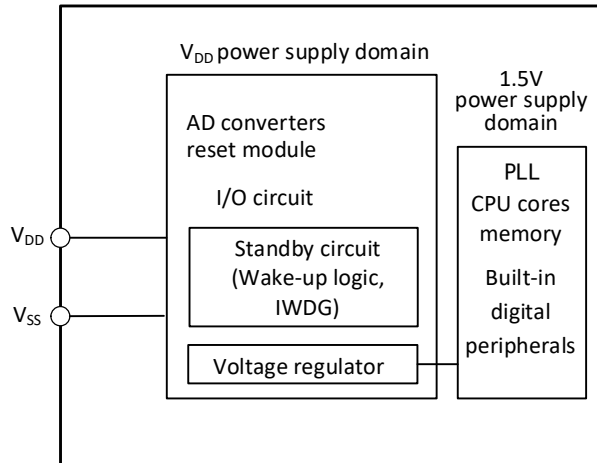 V_DD power supply domain
AD converters
reset module
I/O circuit
Standby circuit
(Wake-up logic,
IWDG)
Voltage regulator
1.5V
power supply
domain
PLL
CPU cores
memory
Built-in
digital
peripherals
V_DD
V_SS